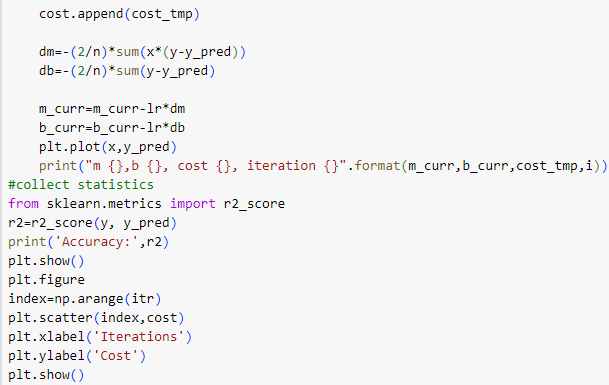 cost.append(cost_tmp)
dm=-(2/n)*sum(x*(y-y_pred))
db=-(2/n)*sum(y-y_pred)
m_curr=m_curr-lr*dm
b_curr=b_curr-lr*db
plt.plot(x,y_pred)
print("m {},b {}, cost {}, iteration {}".format(m_curr,b_curr,cost_tmp,i))
#collect statistics
from sklearn.metrics import r2_score
r2=r2_score(y, y_pred)
print('Accuracy:',r2)
plt.show()
plt.figure
index=np.arange(itr)
plt.scatter(index,cost)
plt.xlabel('Iterations')
plt.ylabel('Cost')
plt.show()